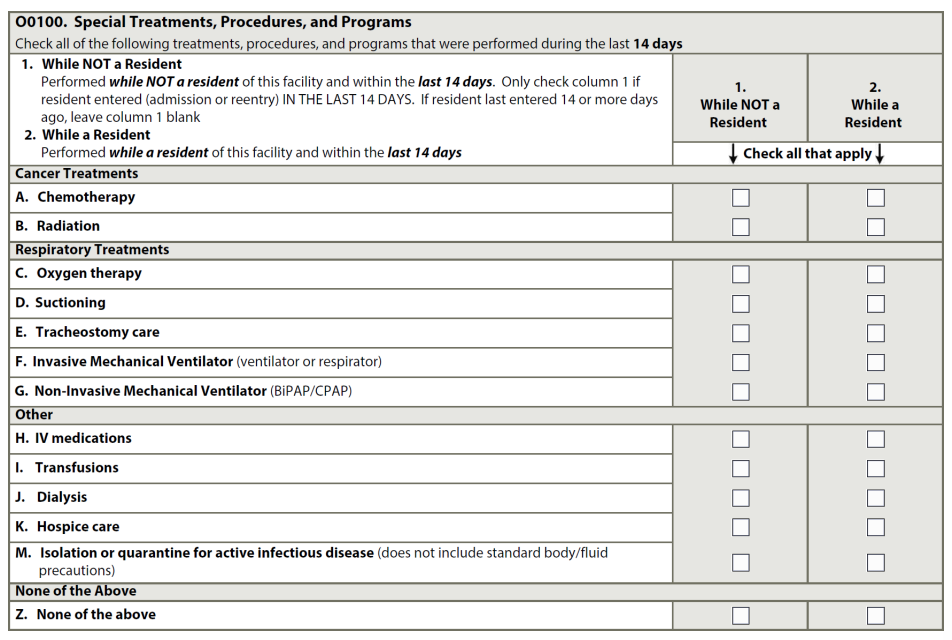 O0100. Special Treatments, Procedures, and Programs
Check all of the following treatments, procedures, and programs that were performed during the last 14 days
1. While NOT a Resident
Performed while NOT a resident of this facility and within the last 14 days. Only check column 1 if
resident entered (admission or reentry) IN THE LAST 14 DAYS. If resident last entered 14 or more days
ago, leave column 1 blank
2. While a Resident
Performed while a resident of this facility and within the last 14 days
1.
While NOT a
Resident
2.
While a
Resident
Check all that apply
Cancer Treatments
A. Chemotherapy
B. Radiation
Respiratory Treatments
C. Oxygen therapy
D. Suctioning
E. Tracheostomy care
F. Invasive Mechanical Ventilator (ventilator or respirator)
G. Non-Invasive Mechanical Ventilator (BiPAP/CPAP)
Other
H. IV medications
I. Transfusions
J. Dialysis
K. Hospice care
M. Isolation or quarantine for active infectious disease (does not include standard body/fluid
precautions)
None of the Above
Z. None of the above